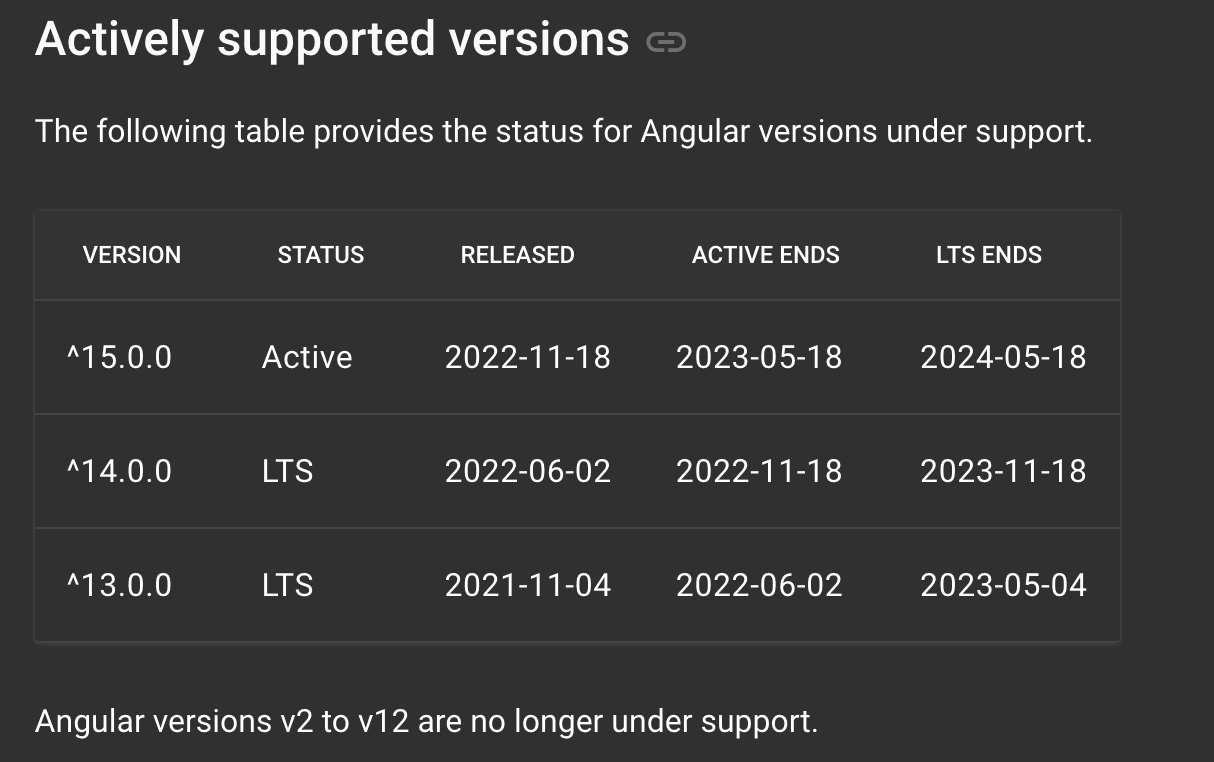 Actively supported versions
The following table provides the status for Angular versions under support.
VERSION STATUS RELEASED ACTIVE ENDS LTS ENDS
^15.0.0 Active 2022-11-18 2023-05-18 2024-05-18
^14.0.0 LTS 2022-06-02 2022-11-18 2023-11-18
^13.0.0 LTS 2021-11-04 2022-06-02 2023-05-04
Angular versions v2 to v12 are no longer under support.